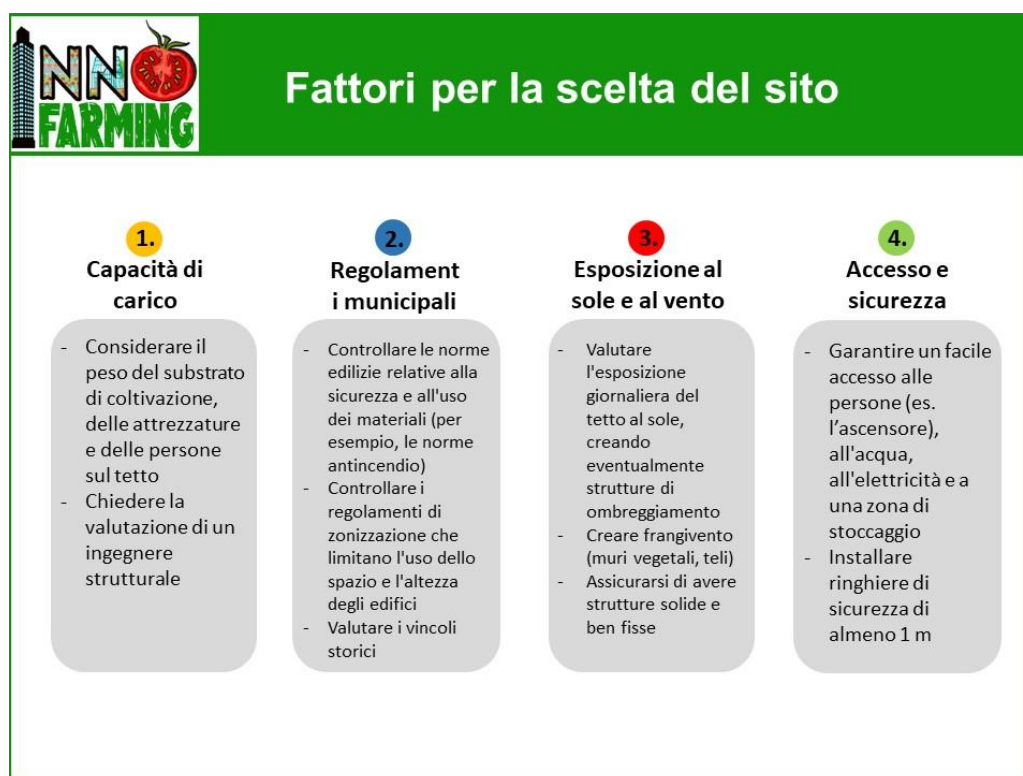 INNO
FARMING
Fattori per la scelta del sito
1.
Capacità di
carico
- Considerare il
peso del substrato
di coltivazione,
delle attrezzature
e delle persone
sul tetto
- Chiedere la
valutazione di un
ingegnere
strutturale
2.
Regolament
i municipali
- Controllare le norme
edilizie relative alla
sicurezza e all'uso
dei materiali (per
esempio, le norme
antincendio)
- Controllare i
regolamenti di
zonizzazione che
limitano l'uso dello
spazio e l'altezza
degli edifici
- Valutare i vincoli
storici
3.
Esposizione al
sole e al vento
- Valutare
l'esposizione
giornaliera del
tetto al sole,
creando
eventualmente
strutture di
ombreggiamento
- Creare frangivento
(muri vegetali, teli)
- Assicurarsi di avere
strutture solide e
ben fisse
4.
Accesso e
sicurezza
- Garantire un facile
accesso alle
persone (es.
l’ascensore),
all'acqua,
all'elettricità e a
una zona di
stoccaggio
- Installare
ringhiere di
sicurezza di
almeno 1 m